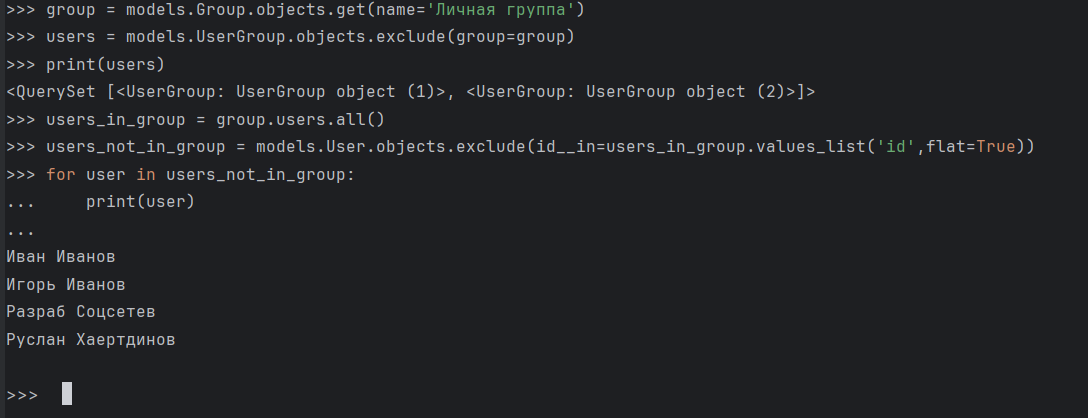 >>> group = models.Group.objects.get(name='Личная группа')
>>> users = models.UserGroup.objects.exclude(group=group)
>>> print(users)
<QuerySet [<UserGroup: UserGroup object (1)>, <UserGroup: UserGroup object (2)>]>
>>> users_in_group = group.users.all()
>>> users_not_in_group = models.User.objects.exclude(id__in=users_in_group.values_list('id',flat=True))
>>> for user in users_not_in_group:
...     print(user)
...
Иван Иванов
Игорь Иванов
Разраб Соцсетев
Руслан Хаертдинов
>>>